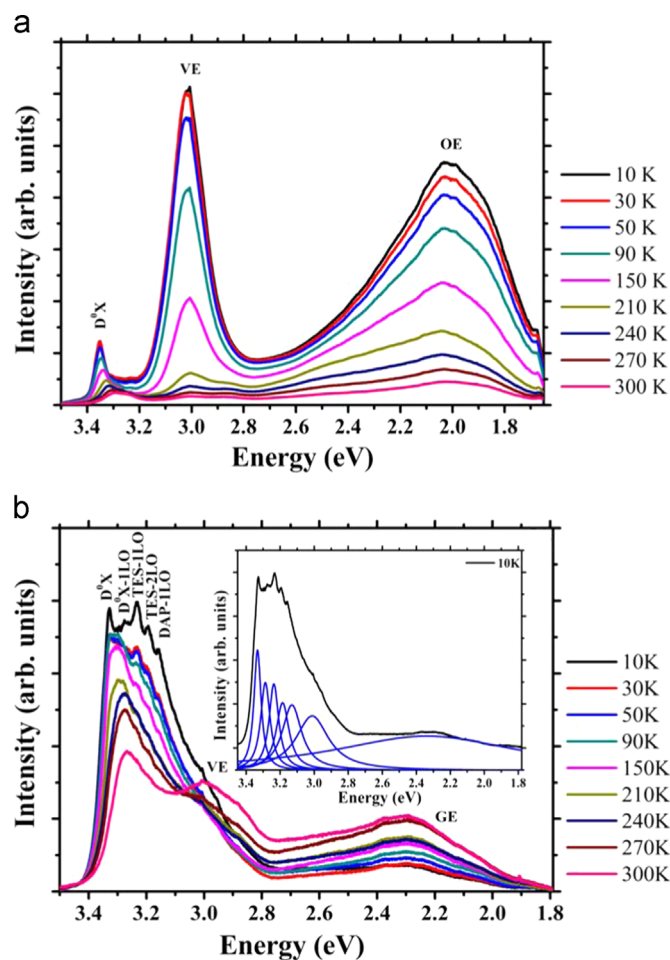 a
VE
OE
D⁰X
Intensity (arb. units)
3.4 3.2 3.0 2.8 2.6 2.4 2.2 2.0 1.8
Energy (eV)
10 K
30 K
50 K
90 K
150 K
210 K
240 K
270 K
300 K
b
D⁰X
D⁰X-1LO
TES-1LO
TES-2LO
DAP-1LO
VE
GE
Intensity (arb. units)
3.4 3.2 3.0 2.8 2.6 2.4 2.2 2.0 1.8
Energy (eV)
10K
Intensity (arb. units)
3.4 3.2 3.0 2.8 2.6 2.4 2.2 2.0 1.8
Energy (eV)
10K
30K
50K
90K
150K
210K
240K
270K
300K